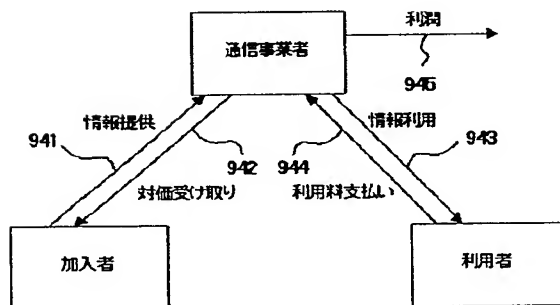 利潤
通信事業者
945
情報提供
情報利用
941
942
944
943
対価受け取り
利用料支払い
加入者
利用者